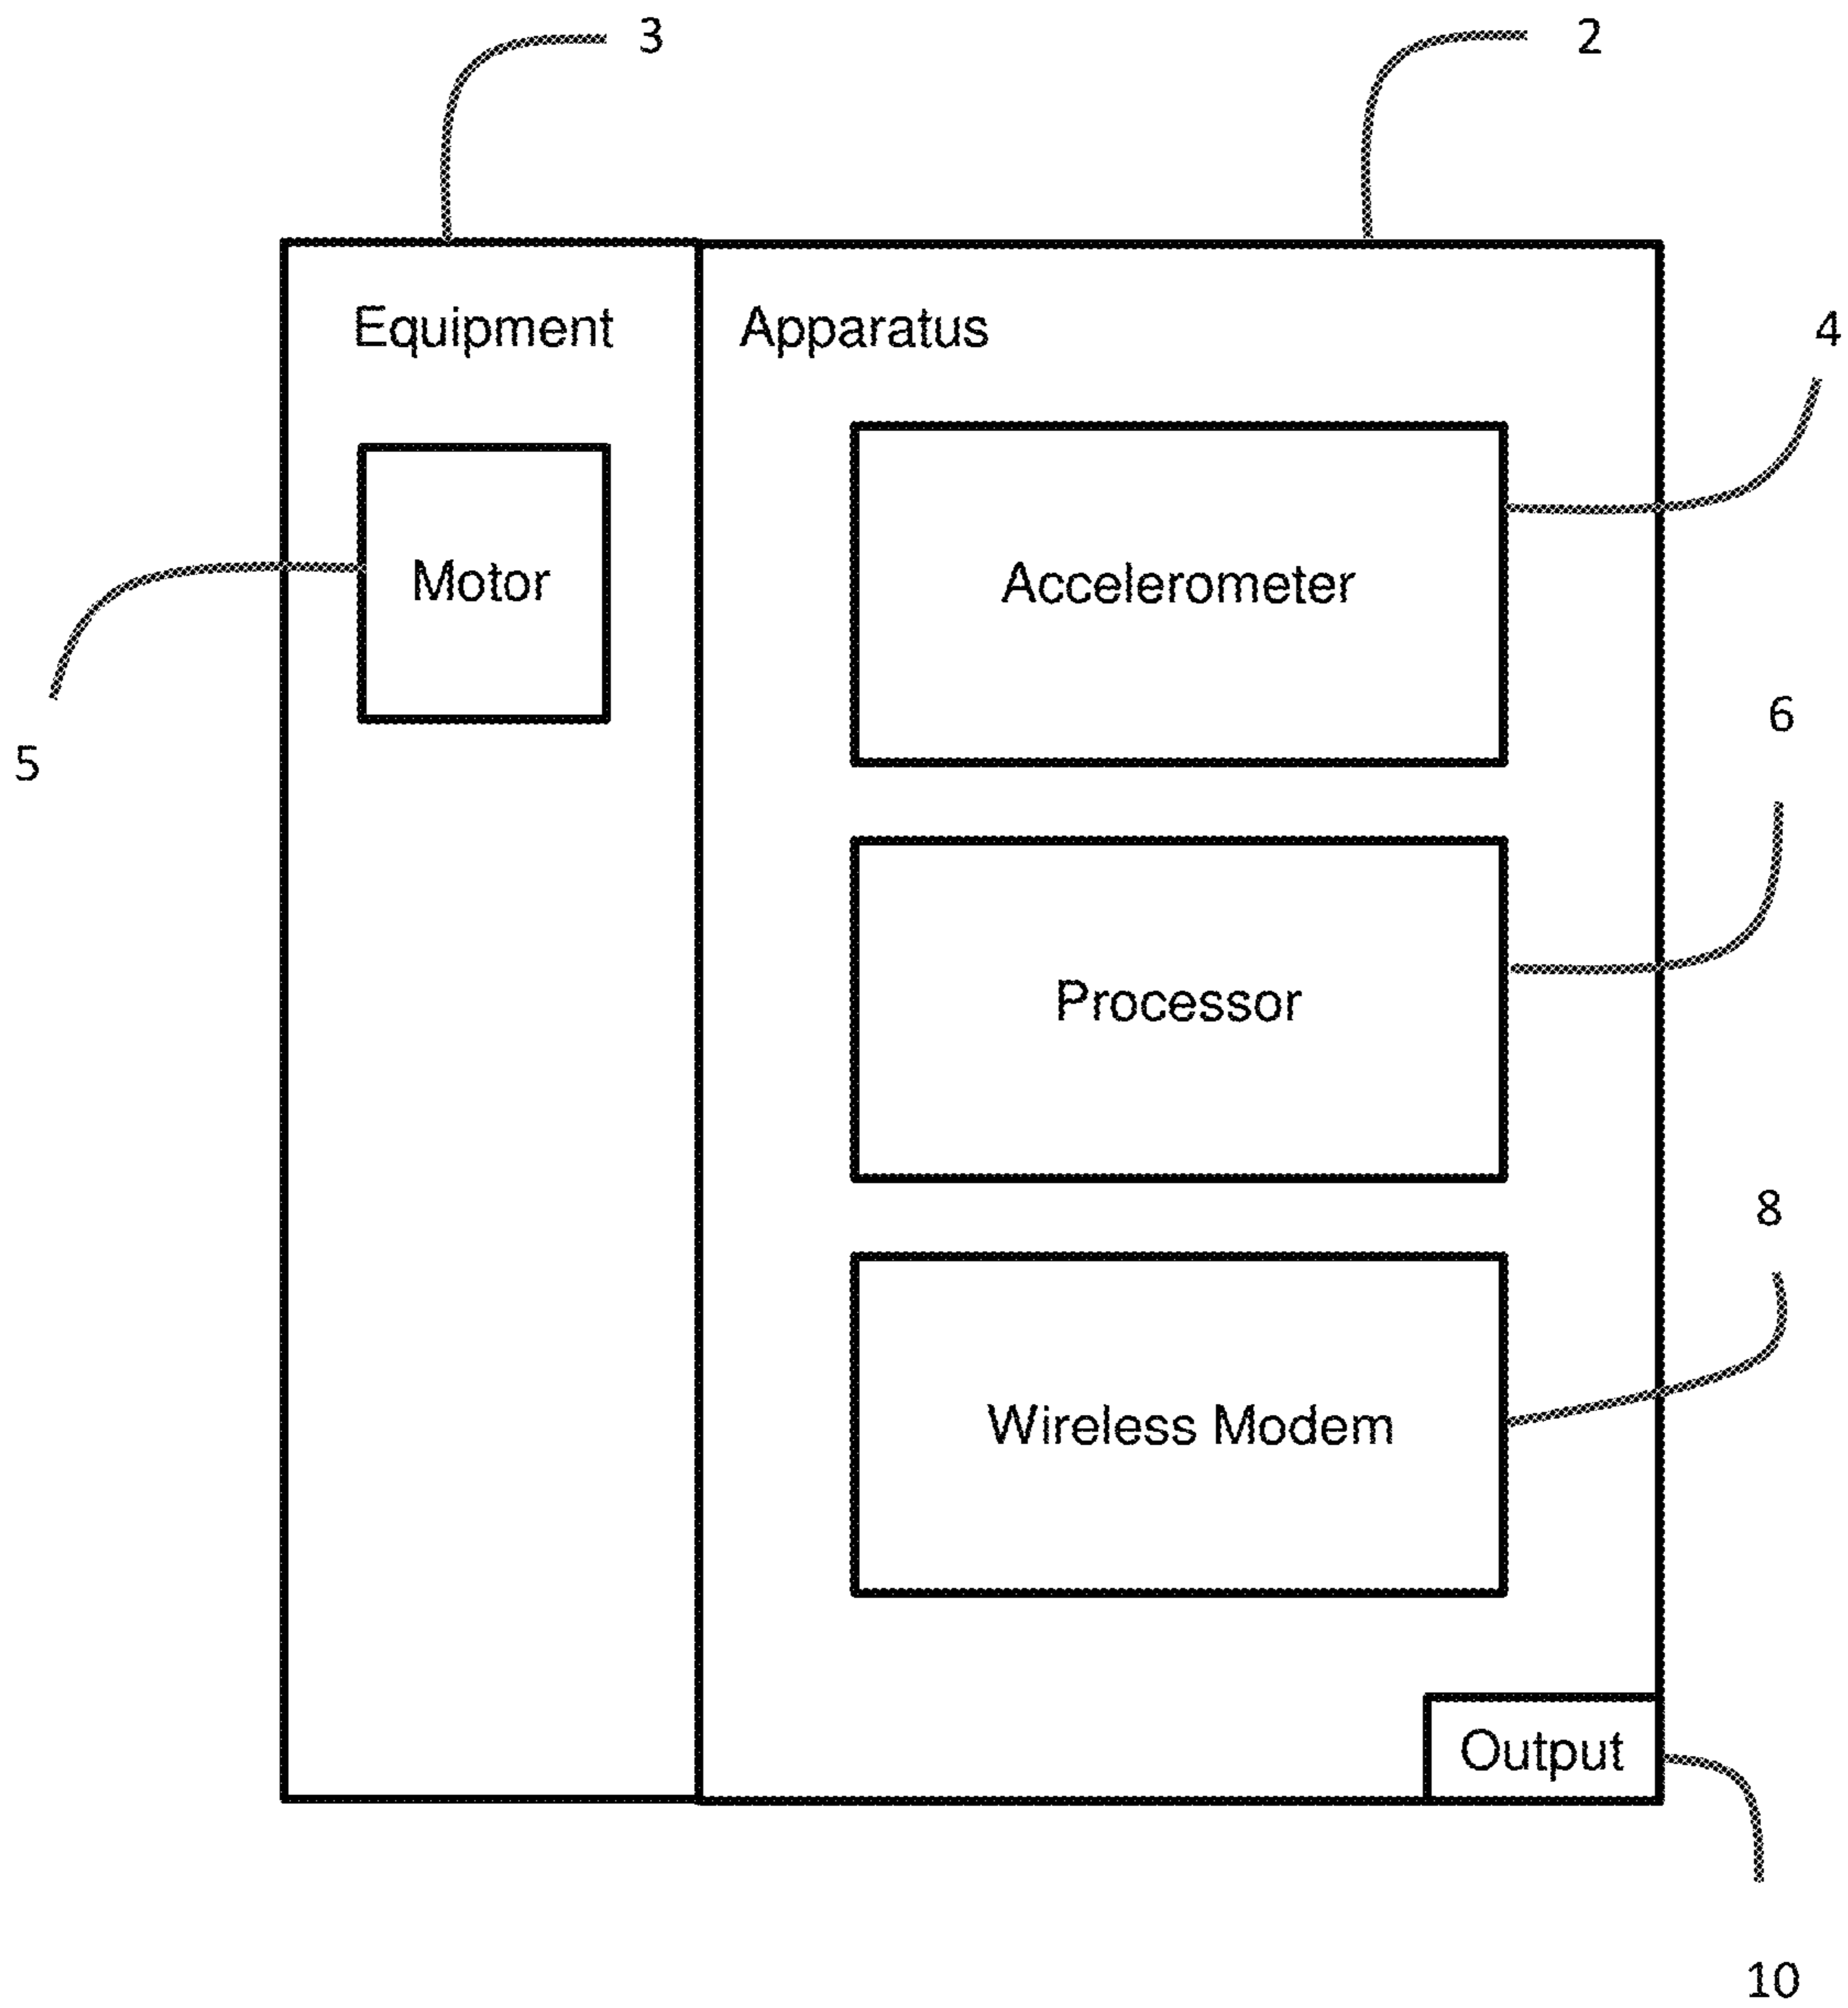 3
2
Equipment
Apparatus
4
Motor
Accelerometer
5
6
Processor
8
Wireless Modem
Output
10